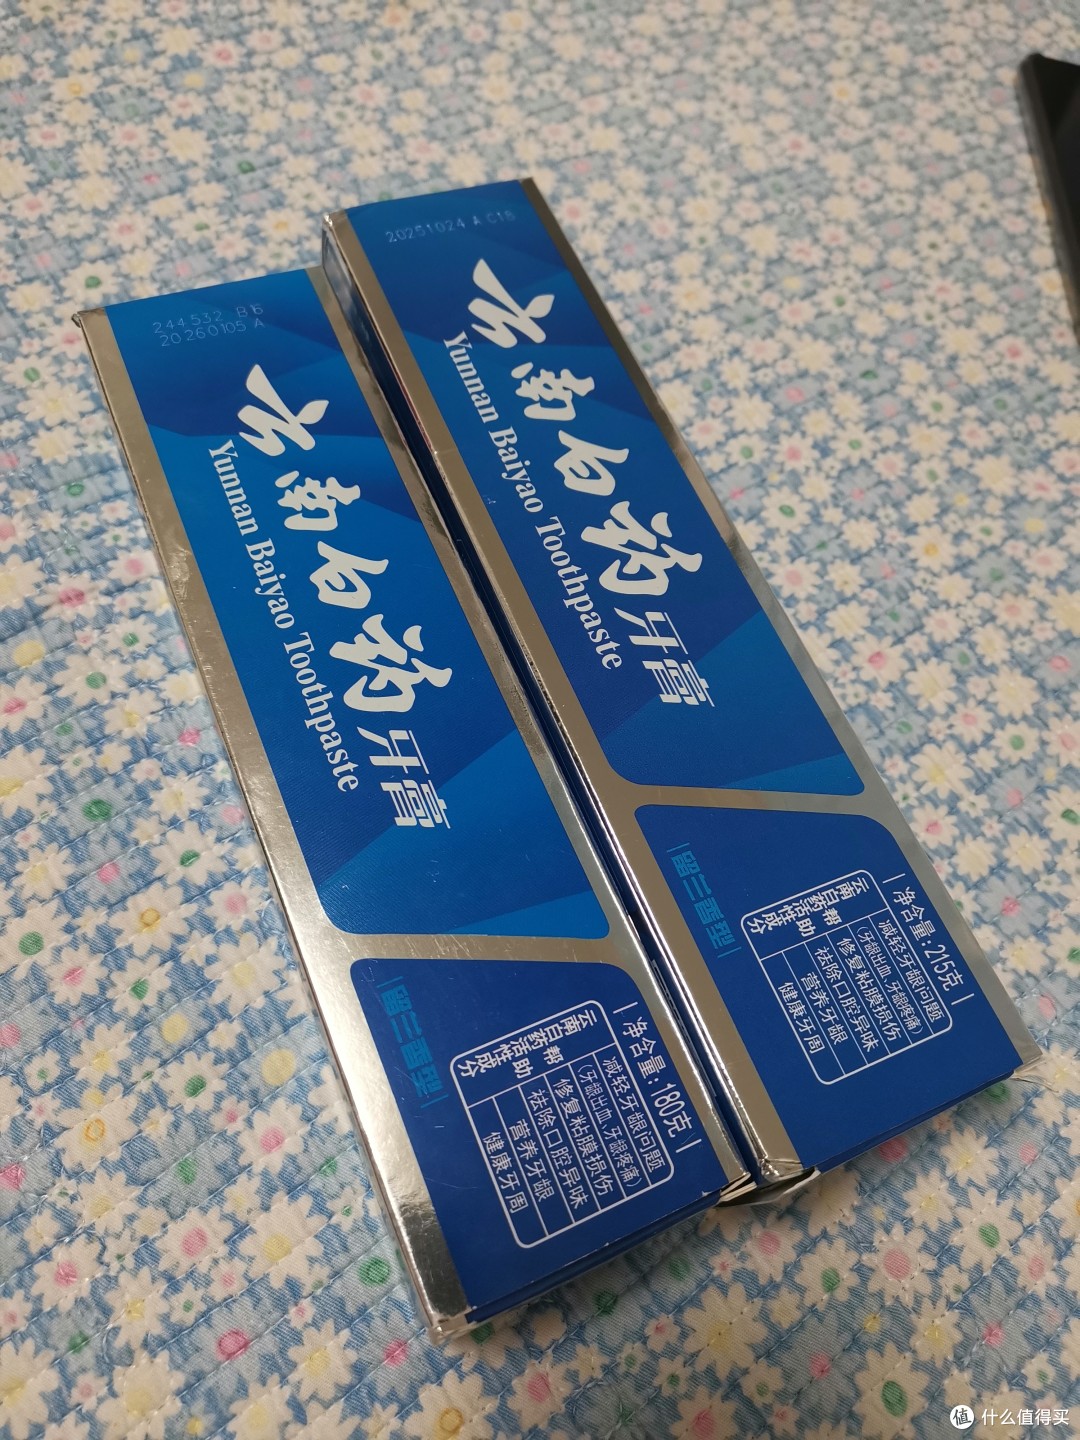 244532 B15
20260105 A
云南白药牙膏
Yunnan Baiyao Toothpaste
留兰香型
净含量:180克
云南白药活性成分
帮助
减轻牙龈问题
(牙龈出血、牙龈疼痛)
修复粘膜损伤
祛除口腔异味
营养牙龈
健康牙周
20251024 A C18
云南白药牙膏
Yunnan Baiyao Toothpaste
留兰香型
净含量:215克
云南白药活性成分
帮助
减轻牙龈问题
(牙龈出血、牙龈疼痛)
修复粘膜损伤
祛除口腔异味
营养牙龈
健康牙周
值 什么值得买